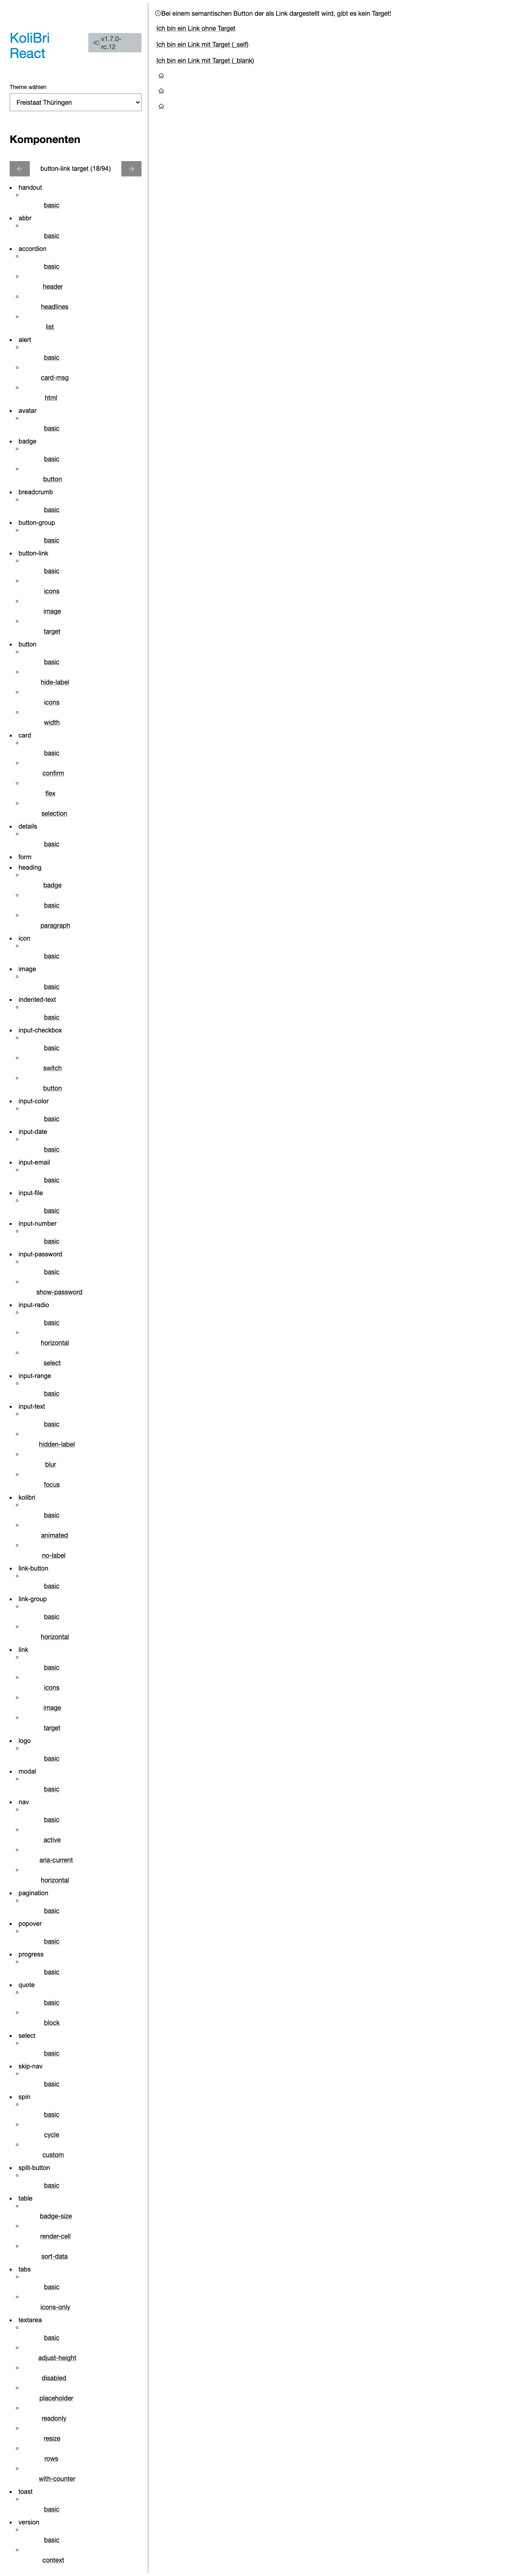 KoliBri
React
v1.7.0-
rc.12
Theme wählen
Freistaat Thüringen
Komponenten
button-link target (18/94)
handout
basic
abbr
basic
accordion
basic
header
headlines
list
alert
basic
card-msg
html
avatar
basic
badge
basic
button
breadcrumb
basic
button-group
basic
button-link
basic
icons
image
target
button
basic
hide-label
icons
width
card
basic
confirm
flex
selection
details
basic
form
heading
badge
basic
paragraph
icon
basic
image
basic
indented-text
basic
input-checkbox
basic
switch
button
input-color
basic
input-date
basic
input-email
basic
input-file
basic
input-number
basic
input-password
basic
show-password
input-radio
basic
horizontal
select
input-range
basic
input-text
basic
hidden-label
blur
focus
kolibri
basic
animated
no-label
link-button
basic
link-group
basic
horizontal
link
basic
icons
image
target
logo
basic
modal
basic
nav
basic
active
aria-current
horizontal
pagination
basic
popover
basic
progress
basic
quote
basic
block
select
basic
skip-nav
basic
spin
basic
cycle
custom
split-button
basic
table
badge-size
render-cell
sort-data
tabs
basic
icons-only
textarea
basic
adjust-height
disabled
placeholder
readonly
resize
rows
with-counter
toast
basic
version
basic
context
Bei einem semantischen Button der als Link dargestellt wird, gibt es kein Target!
Ich bin ein Link ohne Target
Ich bin ein Link mit Target (_self)
Ich bin ein Link mit Target (_blank)